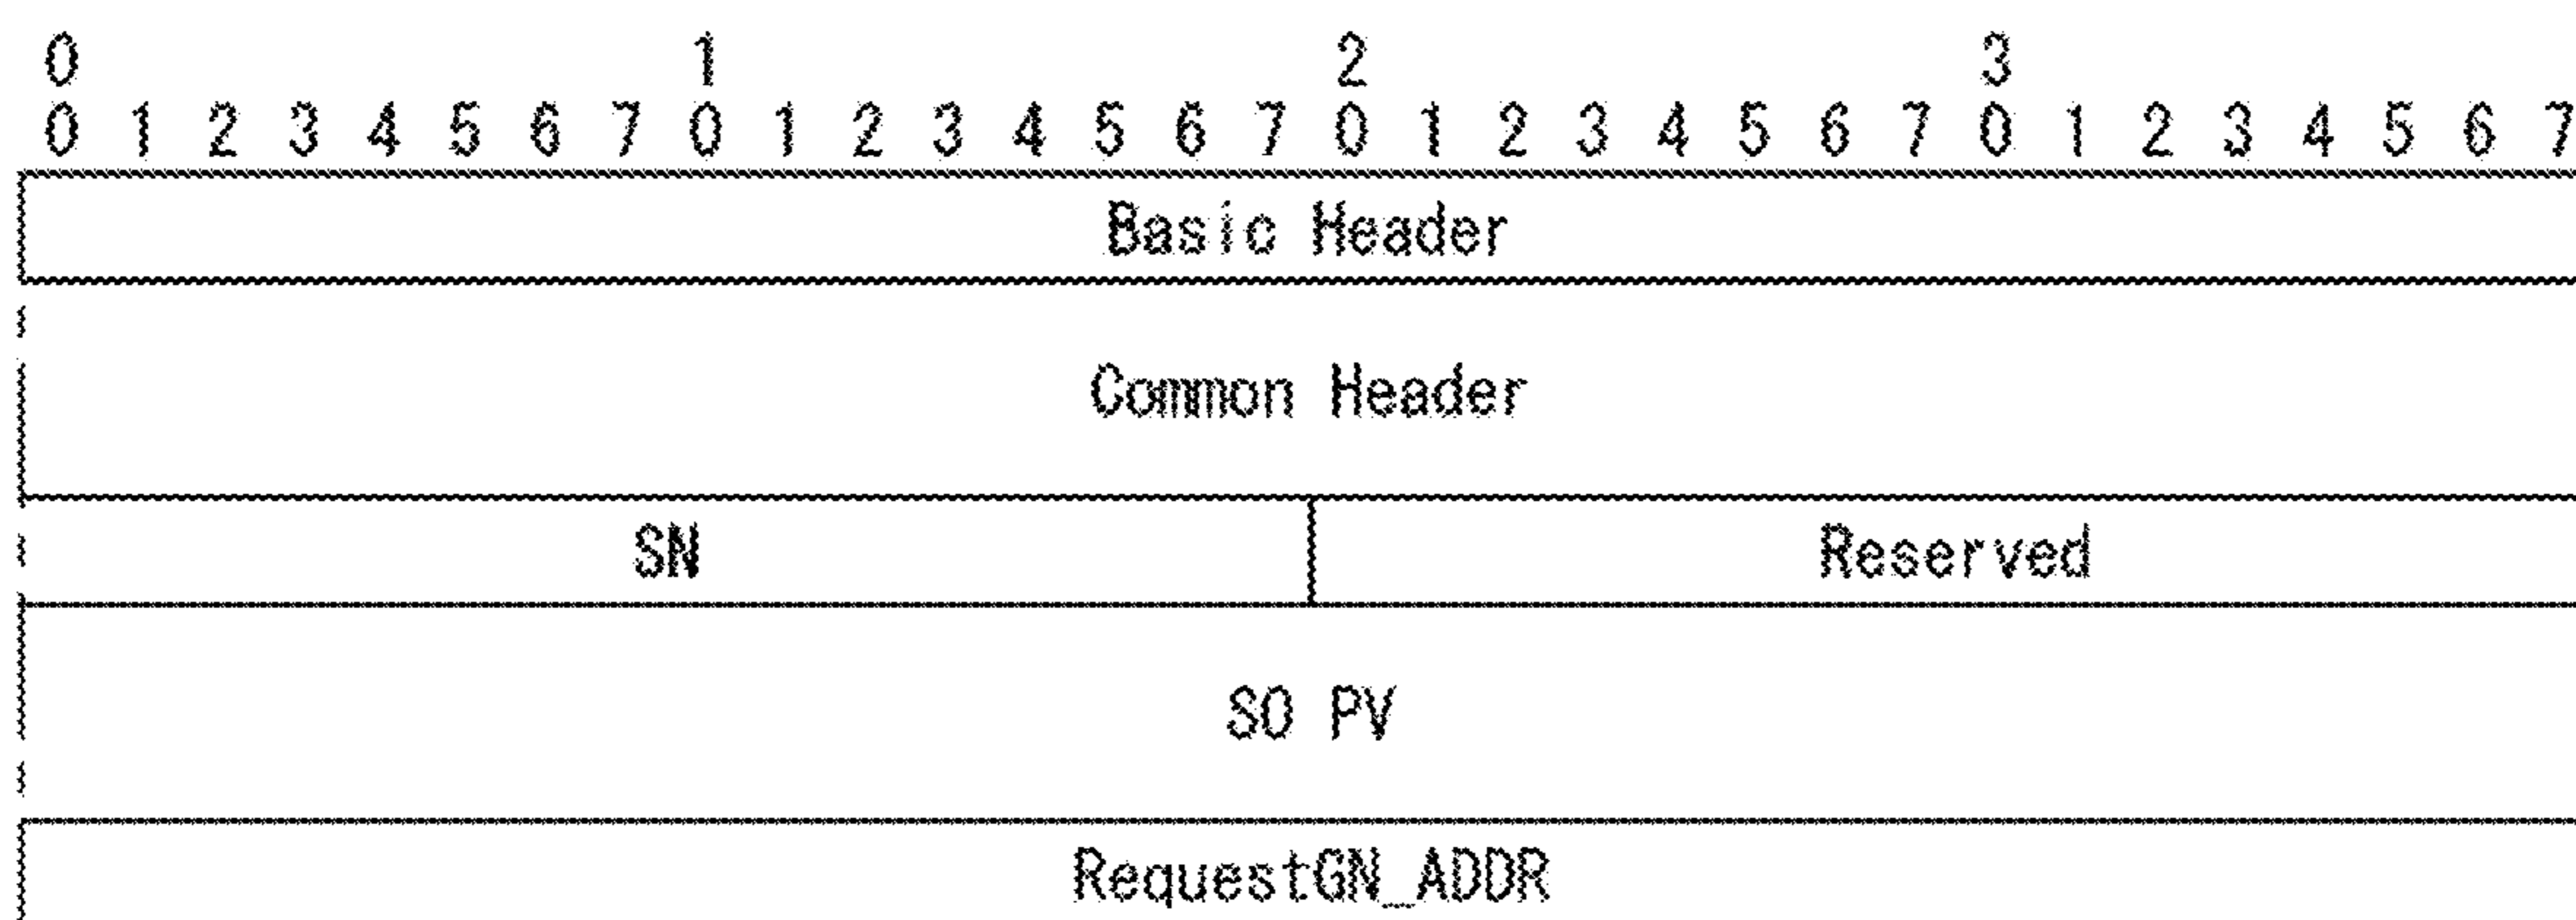 0 1 2 3
0 1 2 3 4 5 6 7 0 1 2 3 4 5 6 7 0 1 2 3 4 5 6 7 0 1 2 3 4 5 6 7
Basic Header
Common Header
SN Reserved
SO PV
RequestGN_ADDR